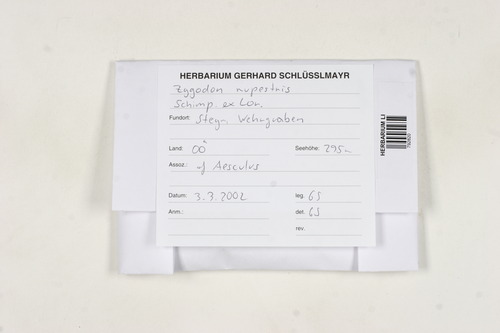 HERBARIUM GERHARD SCHLÜSSLMAYR
Zygodon rupestris
Schimp. ex Lor.
Fundort: Steyr, Wehrgraben
Land: OÖ Seehöhe: 295m
Assoz.: auf Aesculus
Datum: 3.3.2002 leg. GS
Anm.: det. GS
rev.
HERBARIUM LI